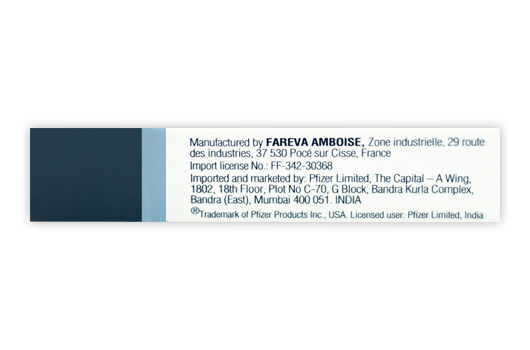 Manufactured by FAREVA AMBOISE, Zone industrielle, 29 route
des industries, 37 530 Pocé sur Cisse, France
Import license No.: FF-342-30368
Imported and marketed by: Pfizer Limited, The Capital – A Wing,
1802, 18th Floor, Plot No C-70, G Block, Bandra Kurla Complex,
Bandra (East), Mumbai 400 051. INDIA
®Trademark of Pfizer Products Inc., USA. Licensed user: Pfizer Limited, India